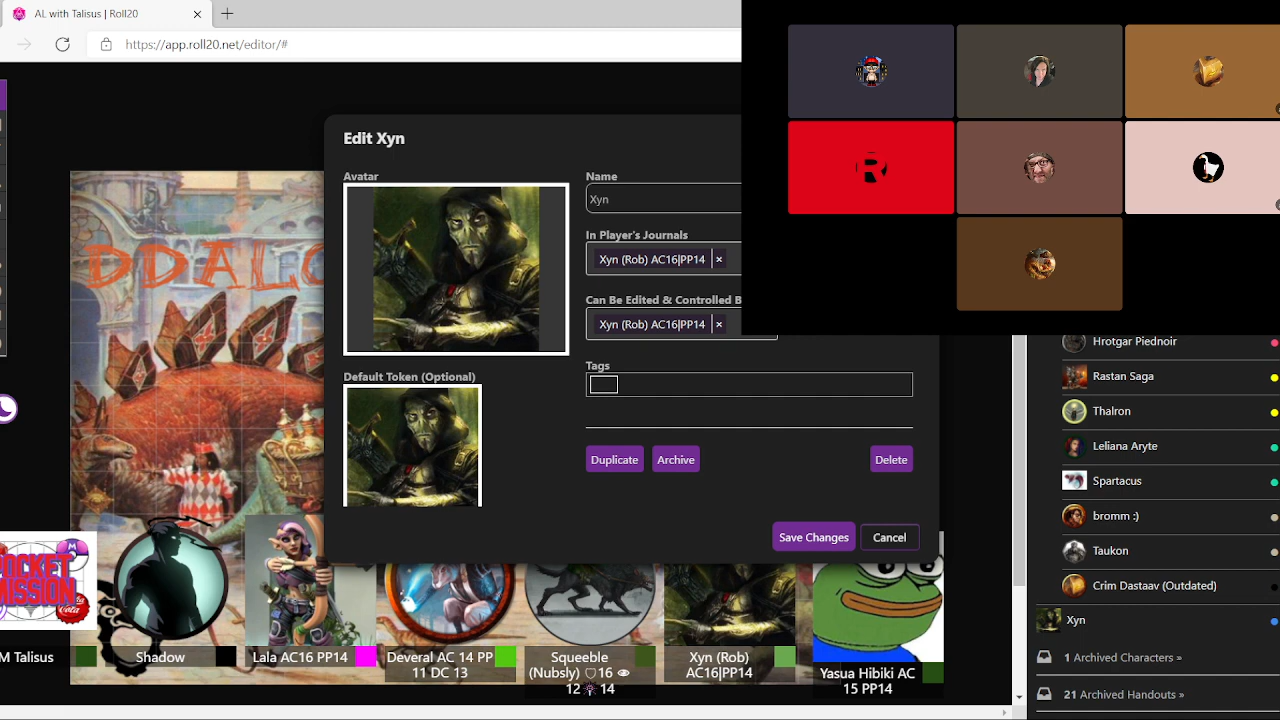 AL with Talisus | Roll20
https://app.roll20.net/editor/#
Edit Xyn
Avatar
Name
Xyn
In Player's Journals
Xyn (Rob) AC16|PP14
Can Be Edited & Controlled B
Xyn (Rob) AC16|PP14
Tags
Default Token (Optional)
Duplicate
Archive
Delete
Save Changes
Cancel
DDALC
R
Hrotgar Piednoir
Rastan Saga
Thalron
Leliana Aryte
Spartacus
bromm :)
Taukon
Crim Dastaav (Outdated)
Xyn
1 Archived Characters »
21 Archived Handouts »
POCKET
MISSION
M Talisus
Shadow
Lala AC16 PP14
Deveral AC 14 PP
11 DC 13
Squeeble
(Nubsly) 🛡16 👁
12 14
Xyn (Rob)
AC16|PP14
Yasua Hibiki AC
15 PP14